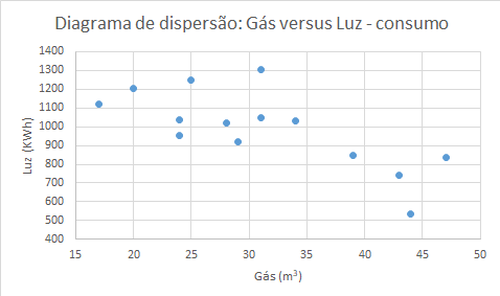 Diagrama de dispersão: Gás versus Luz - consumo
1400
1300
1200
1100
1000
900
800
700
600
500
400
Luz (KWh)
15 20 25 30 35 40 45 50
Gás (m³)